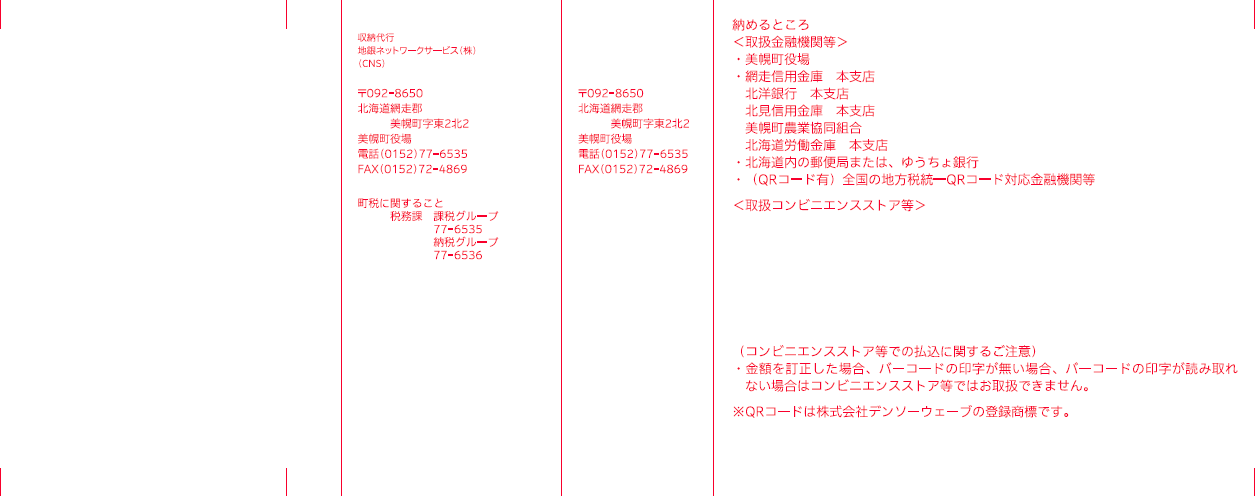 収納代行
地銀ネットワークサービス（株）
（CNS）
〒092-8650
北海道網走郡
美幌町字東2北2
美幌町役場
電話（0152）77-6535
FAX（0152）72-4869
町税に関すること
税務課　課税グループ
77-6535
納税グループ
77-6536
〒092-8650
北海道網走郡
美幌町字東2北2
美幌町役場
電話（0152）77-6535
FAX（0152）72-4869
納めるところ
＜取扱金融機関等＞
・美幌町役場
・網走信用金庫　本支店
北洋銀行　本支店
北見信用金庫　本支店
美幌町農業協同組合
北海道労働金庫　本支店
・北海道内の郵便局または、ゆうちょ銀行
・（QRコード有）全国の地方税統一QRコード対応金融機関等
＜取扱コンビニエンスストア等＞
（コンビニエンスストア等での払込に関するご注意）
・金額を訂正した場合、バーコードの印字が無い場合、バーコードの印字が読み取れ
ない場合はコンビニエンスストア等ではお取扱できません。
※QRコードは株式会社デンソーウェーブの登録商標です。